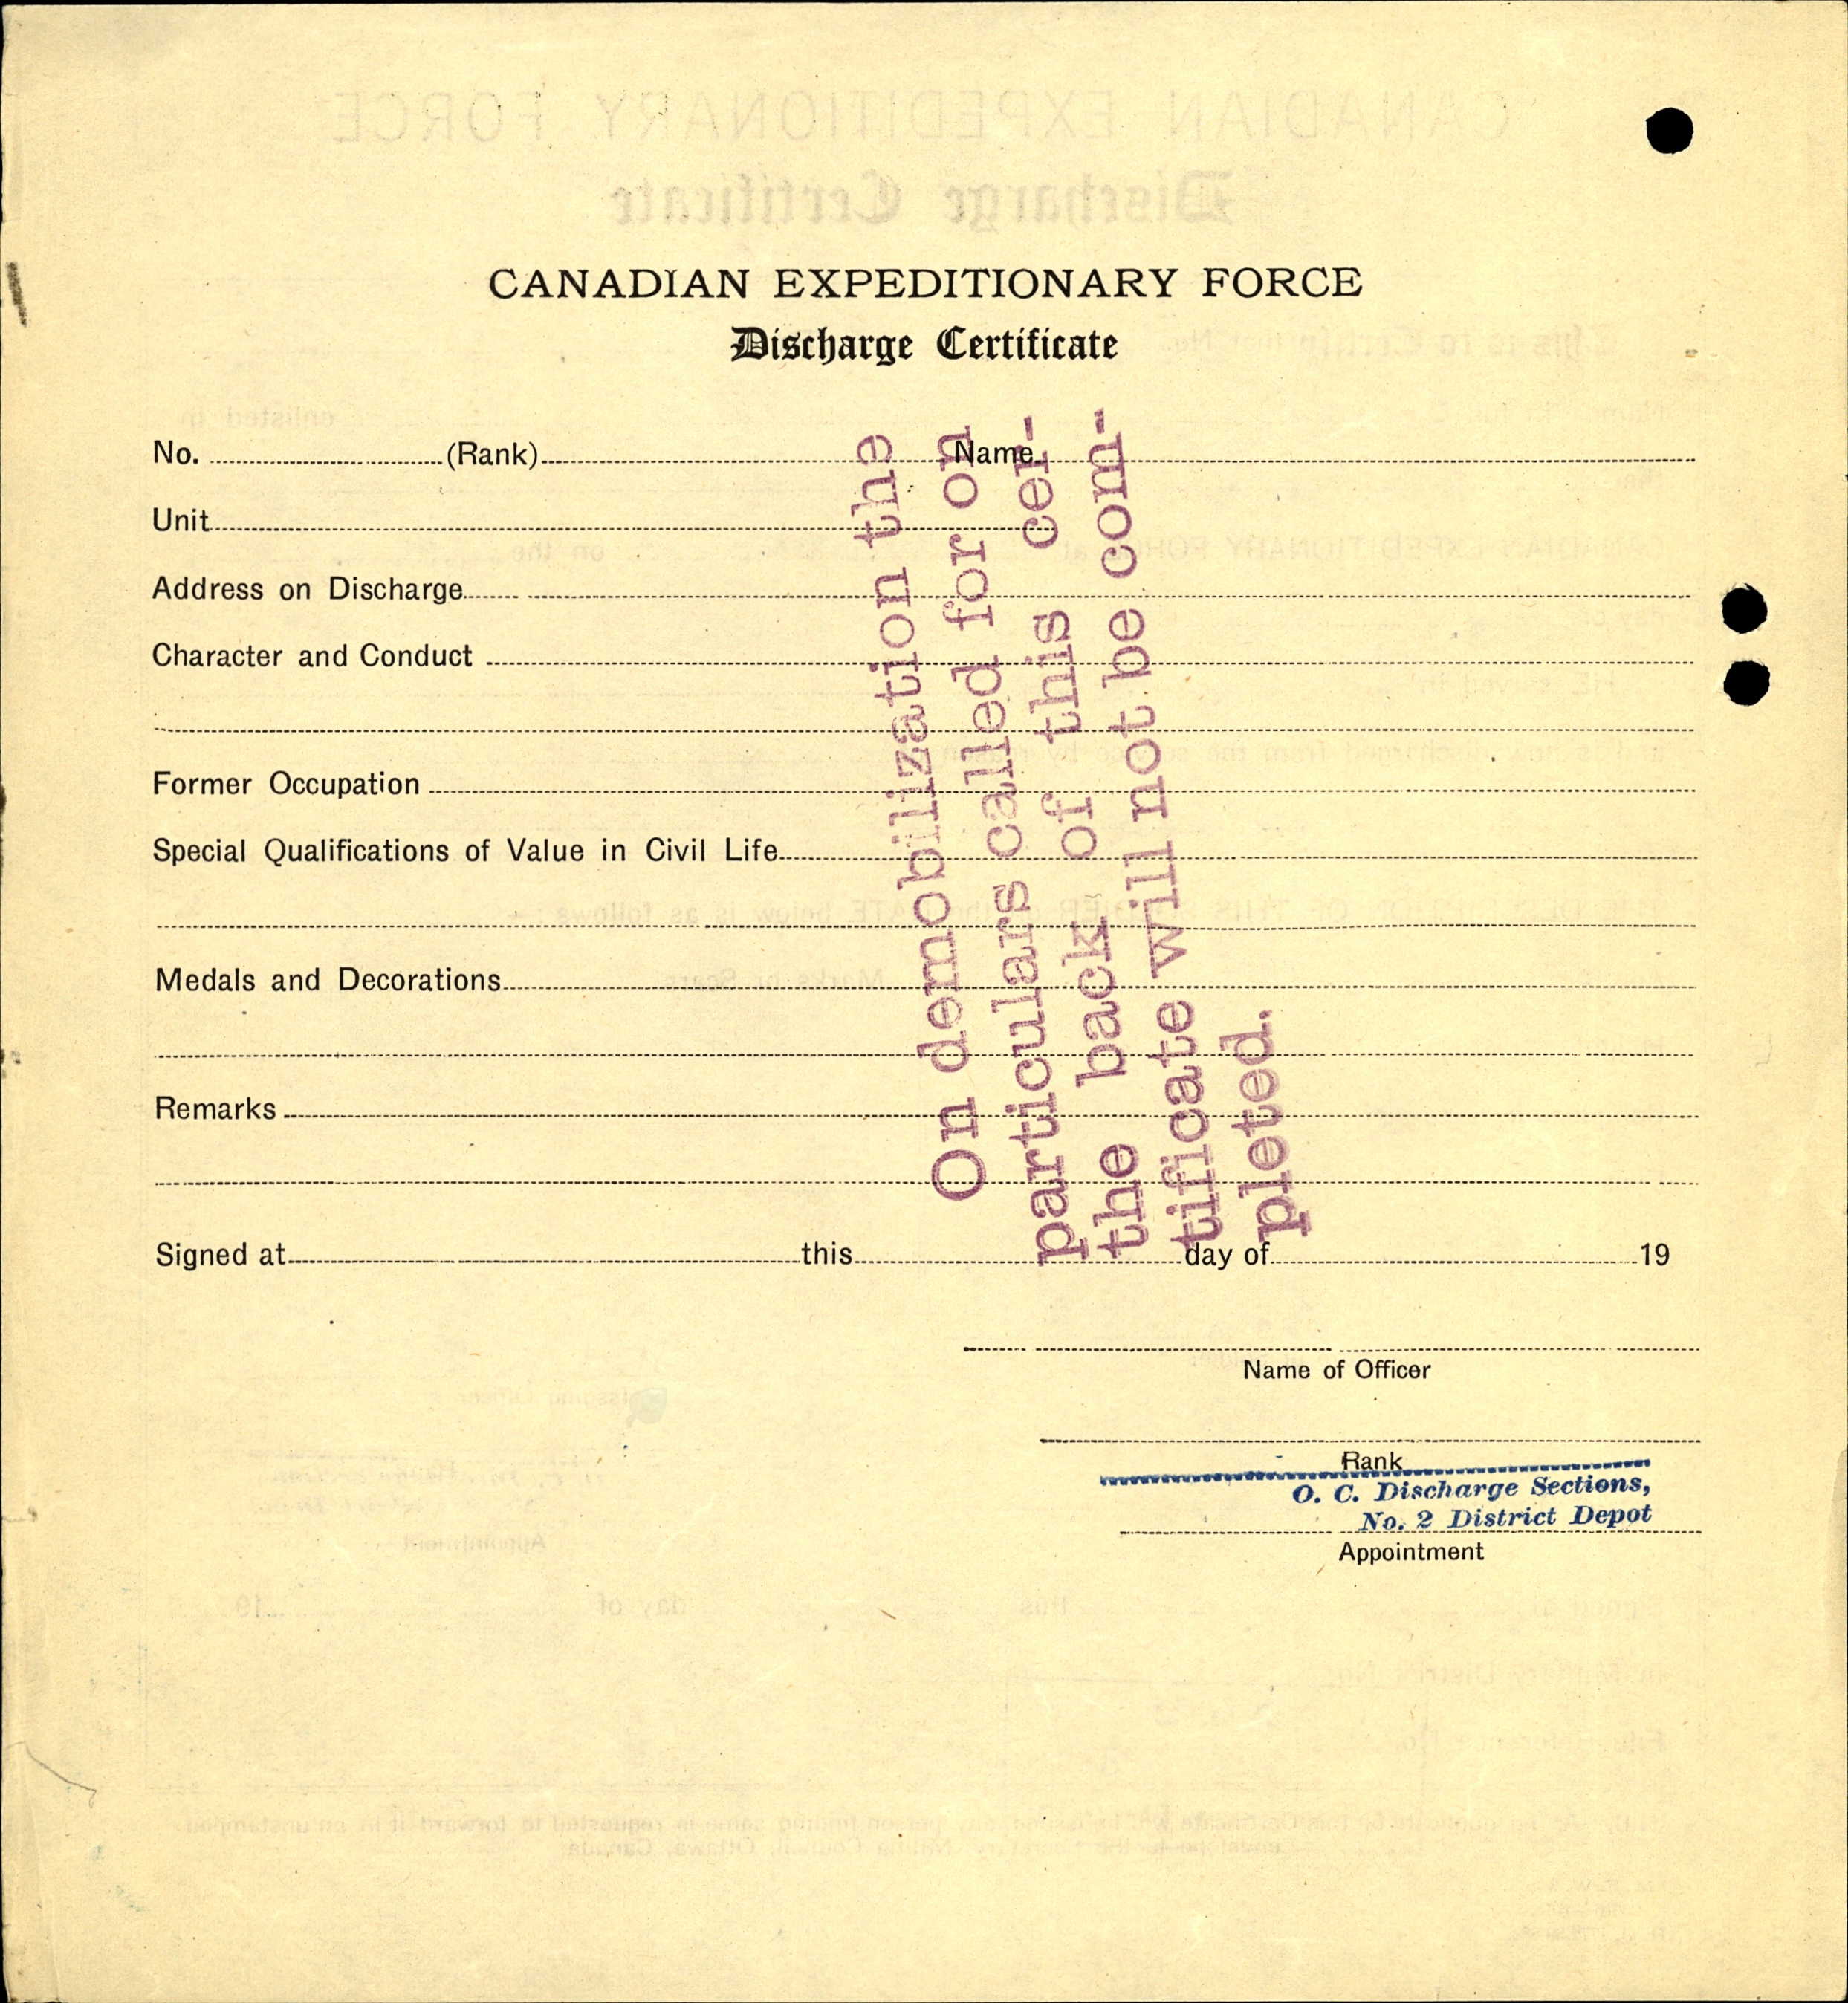 CANADIAN EXPEDITIONARY FORCE
Discharge Certificate
No. (Rank) Name
Unit
Address on Discharge
Character and Conduct
Former Occupation
Special Qualifications of Value in Civil Life
Medals and Decorations
Remarks
Signed at this day of 19
Name of Officer
Rank
O. C. Discharge Sections,
No. 2 District Depot
Appointment
On demobilization the
particulars called for on
the back of this cer-
tificate will not be com-
pleted.